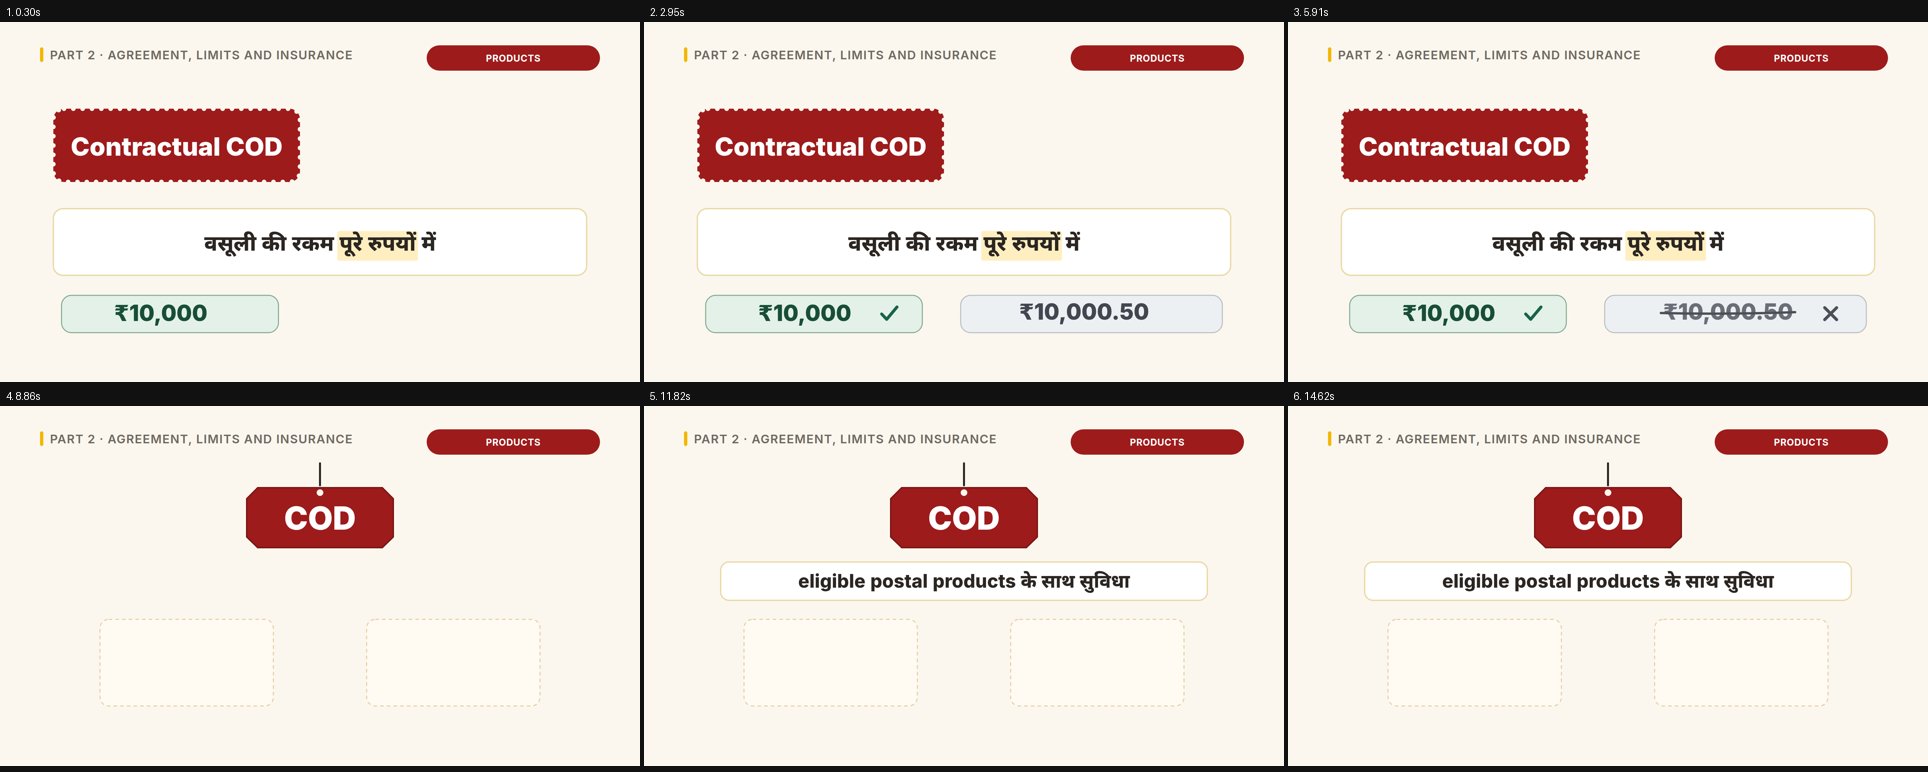 1. 0.30s
PART 2 · AGREEMENT, LIMITS AND INSURANCE
PRODUCTS
Contractual COD
वसूली की रकम पूरे रुपयों में
₹10,000
2. 2.95s
PART 2 · AGREEMENT, LIMITS AND INSURANCE
PRODUCTS
Contractual COD
वसूली की रकम पूरे रुपयों में
₹10,000
₹10,000.50
3. 5.91s
PART 2 · AGREEMENT, LIMITS AND INSURANCE
PRODUCTS
Contractual COD
वसूली की रकम पूरे रुपयों में
₹10,000
₹10,000.50
4. 8.86s
PART 2 · AGREEMENT, LIMITS AND INSURANCE
PRODUCTS
COD
5. 11.82s
PART 2 · AGREEMENT, LIMITS AND INSURANCE
PRODUCTS
COD
eligible postal products के साथ सुविधा
6. 14.62s
PART 2 · AGREEMENT, LIMITS AND INSURANCE
PRODUCTS
COD
eligible postal products के साथ सुविधा